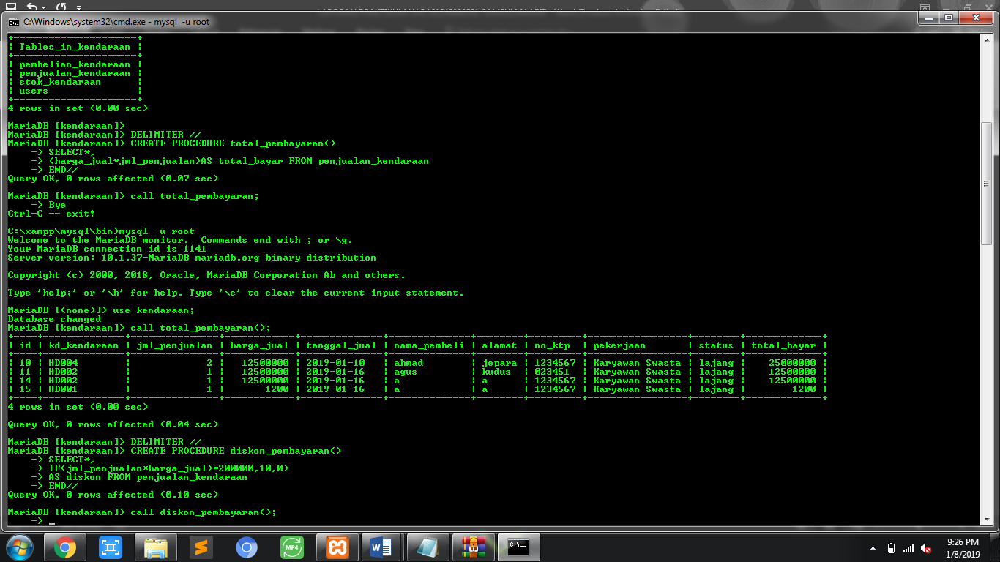 C:\Windows\system32\cmd.exe - mysql -u root
+---------------------+
| Tables_in_kendaraan |
+---------------------+
| pembelian_kendaraan |
| penjualan_kendaraan |
| stok_kendaraan      |
| users               |
+---------------------+
4 rows in set (0.00 sec)
MariaDB [kendaraan]>
MariaDB [kendaraan]> DELIMITER //
MariaDB [kendaraan]> CREATE PROCEDURE total_pembayaran()
    -> SELECT*,
    -> (harga_jual*jml_penjualan)AS total_bayar FROM penjualan_kendaraan
    -> END//
Query OK, 0 rows affected (0.07 sec)
MariaDB [kendaraan]> call total_pembayaran;
    -> Bye
Ctrl-C -- exit!
C:\xampp\mysql\bin>mysql -u root
Welcome to the MariaDB monitor.  Commands end with ; or \g.
Your MariaDB connection id is 1141
Server version: 10.1.37-MariaDB mariadb.org binary distribution
Copyright (c) 2000, 2018, Oracle, MariaDB Corporation Ab and others.
Type 'help;' or '\h' for help. Type '\c' to clear the current input statement.
MariaDB [(none)]> use kendaraan;
Database changed
MariaDB [kendaraan]> call total_pembayaran();
+----+--------------+---------------+------------+--------------+--------------+--------+---------+-----------------+--------+-------------+
| id | kd_kendaraan | jml_penjualan | harga_jual | tanggal_jual | nama_pembeli | alamat | no_ktp  | pekerjaan       | status | total_bayar |
+----+--------------+---------------+------------+--------------+--------------+--------+---------+-----------------+--------+-------------+
| 10 | HD004        |             2 |   12500000 | 2019-01-10   | ahmad        | jepara | 1234567 | Karyawan Swasta | lajang |    25000000 |
| 11 | HD002        |             1 |   12500000 | 2019-01-16   | agus         | kudus  | 023451  | Karyawan Swasta | lajang |    12500000 |
| 14 | HD002        |             1 |   12500000 | 2019-01-16   | a            | a      | 1234567 | Karyawan Swasta | lajang |    12500000 |
| 15 | HD001        |             1 |       1200 | 2019-01-16   | a            | a      | 1234567 | Karyawan Swasta | lajang |        1200 |
+----+--------------+---------------+------------+--------------+--------------+--------+---------+-----------------+--------+-------------+
4 rows in set (0.00 sec)
Query OK, 0 rows affected (0.04 sec)
MariaDB [kendaraan]> DELIMITER //
MariaDB [kendaraan]> CREATE PROCEDURE diskon_pembayaran()
    -> SELECT*,
    -> IF(jml_penjualan*harga_jual>=200000,10,0)
    -> AS diskon FROM penjualan_kendaraan
    -> END//
Query OK, 0 rows affected (0.10 sec)
MariaDB [kendaraan]> call diskon_pembayaran();
    -> _
MP4
C:\_
9:26 PM
1/8/2019